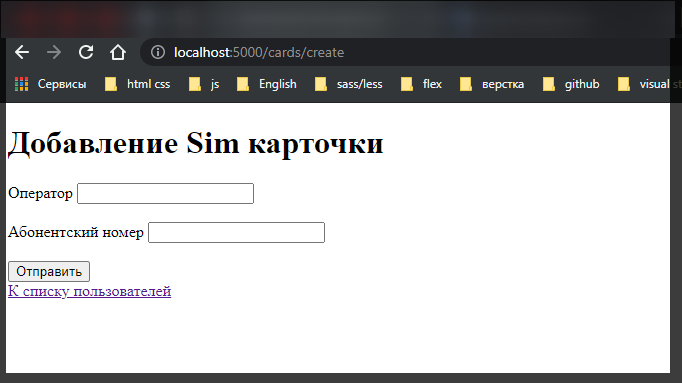 localhost:5000/cards/create
Сервисы html css js English sass/less flex верстка github visual st
Добавление Sim карточки
Оператор
Абонентский номер
Отправить
К списку пользователей